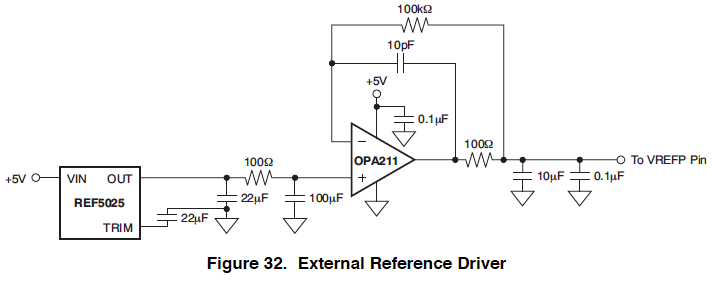 100kΩ
10pF
+5V
0.1µF
100Ω
OPA211
100Ω
To VREFP Pin
10µF
0.1µF
+5V
VIN
OUT
REF5025
TRIM
22µF
22µF
100µF
Figure 32. External Reference Driver